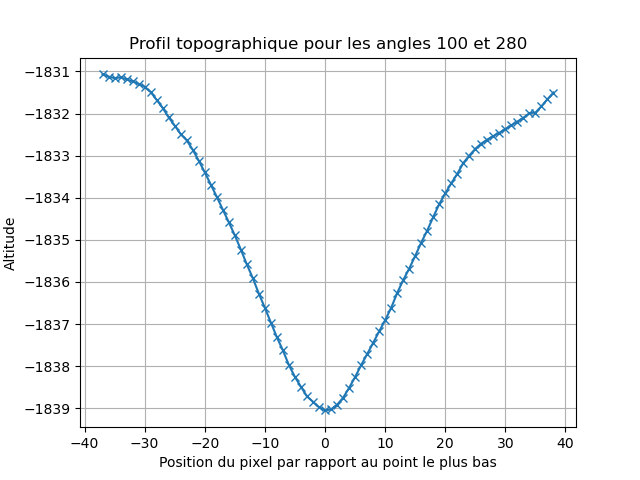 Profil topographique pour les angles 100 et 280
−1831
−1832
−1833
−1834
−1835
−1836
−1837
−1838
−1839
Altitude
−40 −30 −20 −10 0 10 20 30 40
Position du pixel par rapport au point le plus bas